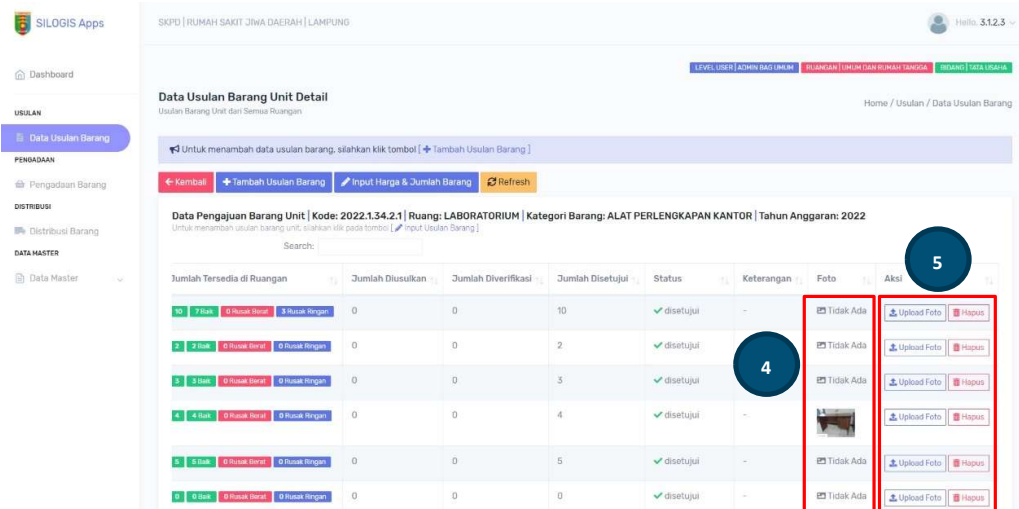 SILOGIS Apps
SKPD | RUMAH SAKIT JIWA DAERAH | LAMPUNG
Hello, 3.1.2.3
Dashboard
USULAN
Data Usulan Barang
PENGADAAN
Pengadaan Barang
DISTRIBUSI
Distribusi Barang
DATA MASTER
Data Master
LEVEL USER | ADMIN BAG UMUM RUANGAN | UMUM DAN RUMAH TANGGA BIDANG | TATA USAHA
Data Usulan Barang Unit Detail
Usulan Barang Unit dari Semua Ruangan
Home / Usulan / Data Usulan Barang
Untuk menambah data usulan barang, silahkan klik tombol [ + Tambah Usulan Barang ]
Kembali + Tambah Usulan Barang Input Harga & Jumlah Barang Refresh
Data Pengajuan Barang Unit | Kode: 2022.1.34.2.1 | Ruang: LABORATORIUM | Kategori Barang: ALAT PERLENGKAPAN KANTOR | Tahun Anggaran: 2022
Untuk menambah usulan barang unit, silahkan klik pada tombol [ Input Usulan Barang ]
Search:
Jumlah Tersedia di Ruangan Jumlah Diusulkan Jumlah Diverifikasi Jumlah Disetujui Status Keterangan Foto Aksi
5
10 7 Baik 0 Rusak Berat 3 Rusak Ringan 0 0 10 disetujui - Tidak Ada Upload Foto Hapus
2 2 Baik 0 Rusak Berat 0 Rusak Ringan 0 0 2 disetujui Tidak Ada Upload Foto Hapus
4
3 3 Baik 0 Rusak Berat 0 Rusak Ringan 0 0 3 disetujui Tidak Ada Upload Foto Hapus
4 4 Baik 0 Rusak Berat 0 Rusak Ringan 0 0 4 disetujui - Upload Foto Hapus
5 5 Baik 0 Rusak Berat 0 Rusak Ringan 0 0 5 disetujui - Tidak Ada Upload Foto Hapus
0 0 Baik 0 Rusak Berat 0 Rusak Ringan 0 0 0 disetujui - Tidak Ada Upload Foto Hapus